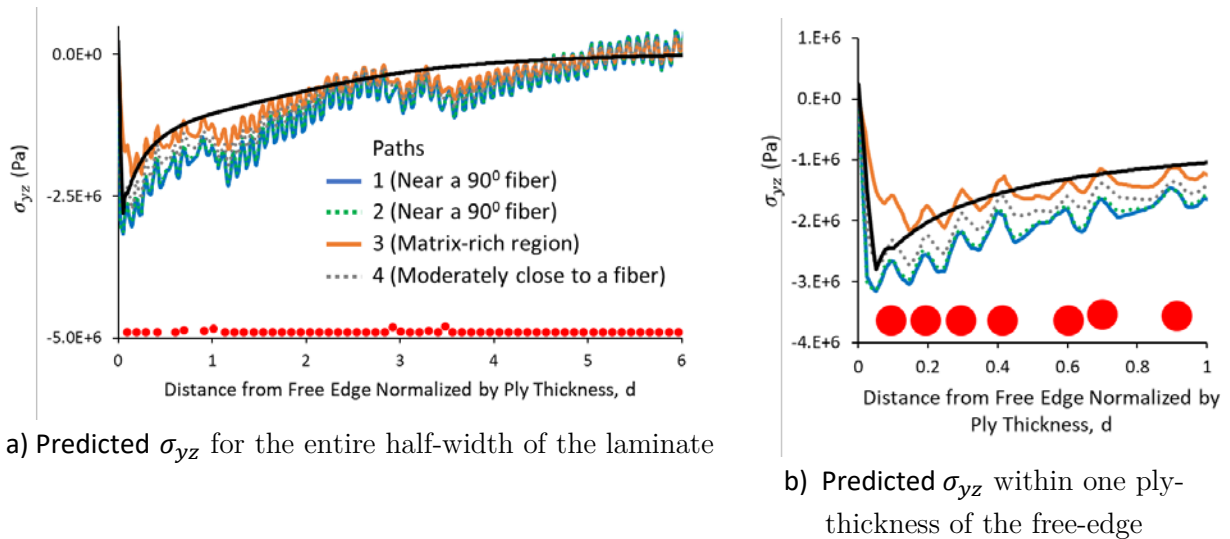 0.0E+0
-2.5E+6
-5.0E+6
σyz (Pa)
Paths
1 (Near a 90⁰ fiber)
2 (Near a 90⁰ fiber)
3 (Matrix-rich region)
4 (Moderately close to a fiber)
0 1 2 3 4 5 6
Distance from Free Edge Normalized by Ply Thickness, d
a) Predicted σyz for the entire half-width of the laminate
b)
1.E+6
0.E+0
-1.E+6
-2.E+6
-3.E+6
-4.E+6
σyz (Pa)
0 0.2 0.4 0.6 0.8 1
Distance from Free Edge Normalized by
Ply Thickness, d
b) Predicted σyz within one ply-
thickness of the free-edge